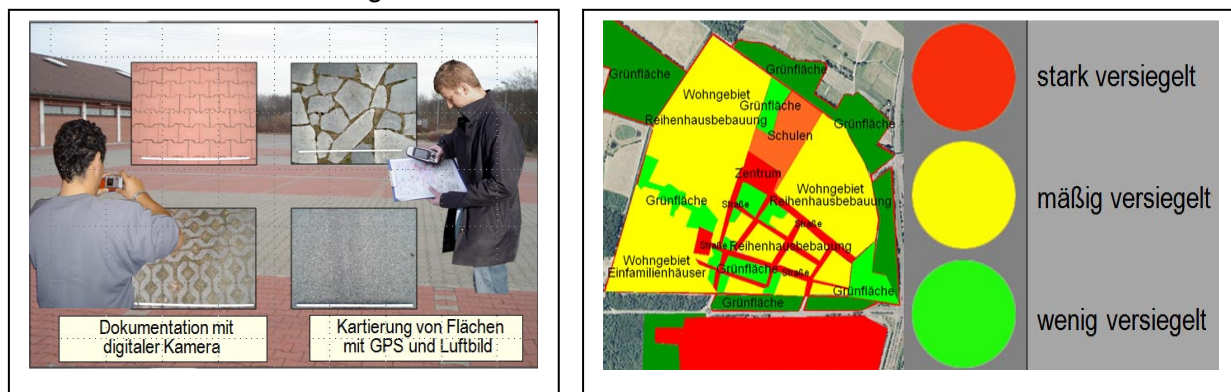 Dokumentation mit
digitaler Kamera
Kartierung von Flächen
mit GPS und Luftbild
Grünfläche
Grünfläche
Wohngebiet
Reihenhausbebauung
Grünfläche
Schulen
Grünfläche
Zentrum
Wohngebiet
Reihenhausbebauung
Grünfläche
Straße
Straße
Straße
Reihenhausbebauung
Wohngebiet
Einfamilienhäuser
Grünfläche
Straße
Grünfläche
Grünfläche
stark versiegelt
mäßig versiegelt
wenig versiegelt